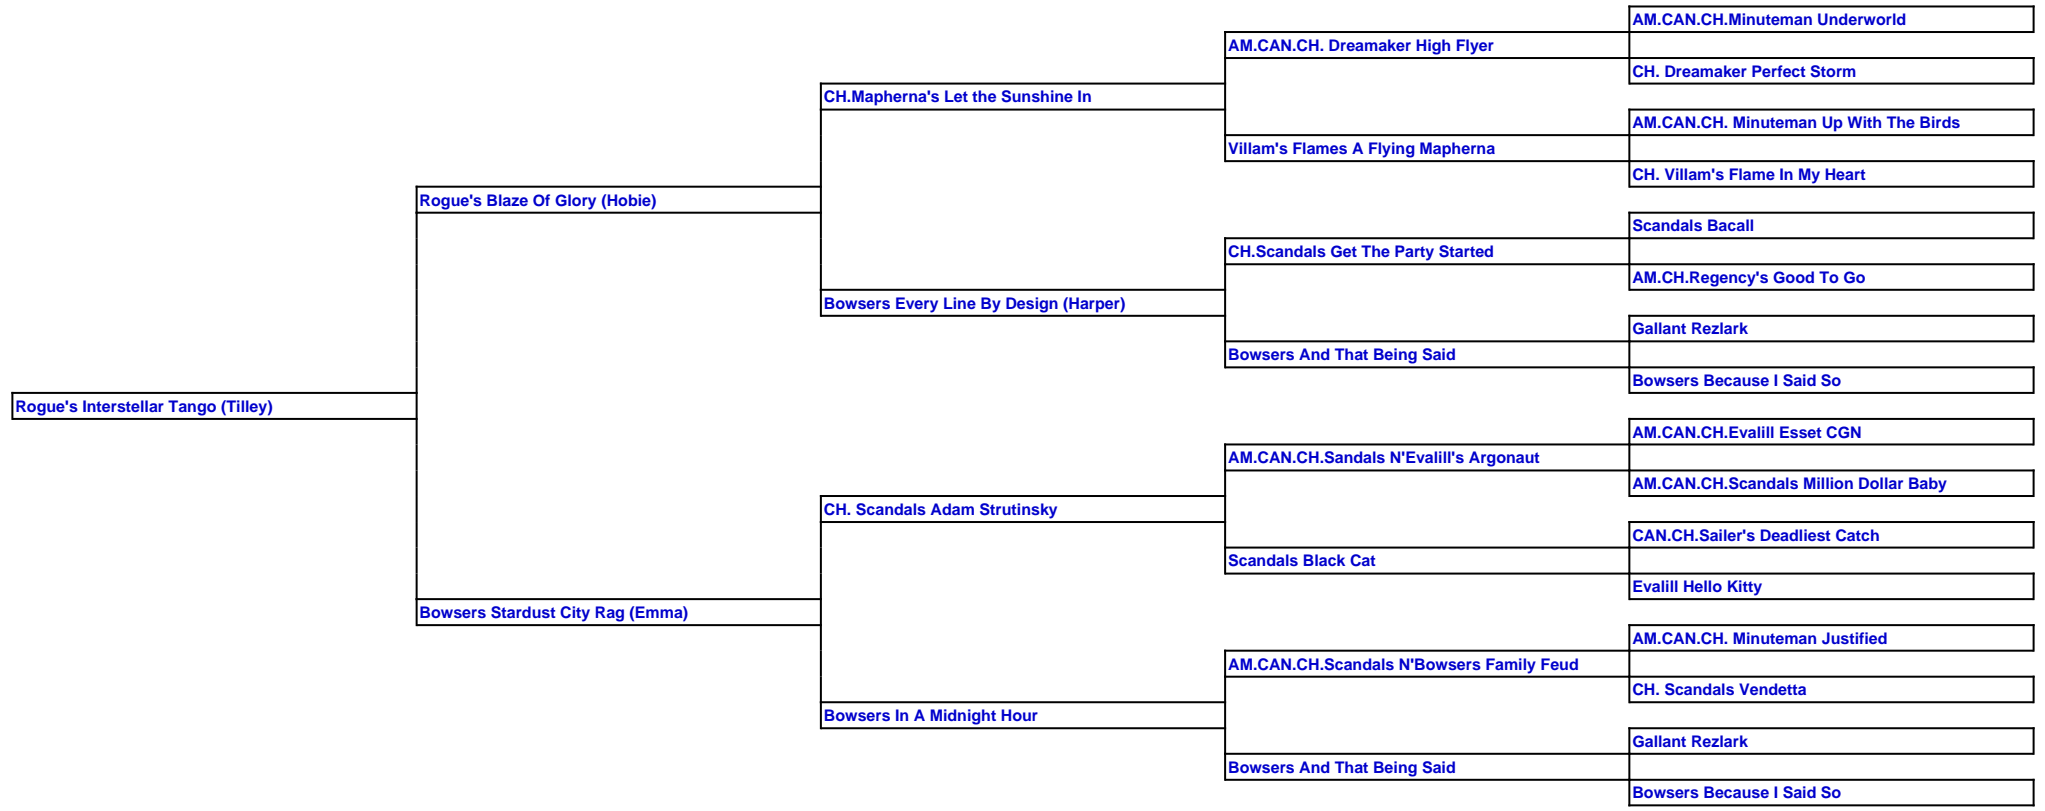 AM.CAN.CH.Minuteman Underworld
AM.CAN.CH. Dreamaker High Flyer
CH. Dreamaker Perfect Storm
CH.Mapherna's Let the Sunshine In
AM.CAN.CH. Minuteman Up With The Birds
Villam's Flames A Flying Mapherna
CH. Villam's Flame In My Heart
Rogue's Blaze Of Glory (Hobie)
Scandals Bacall
CH.Scandals Get The Party Started
AM.CH.Regency's Good To Go
Bowsers Every Line By Design (Harper)
Gallant Rezlark
Bowsers And That Being Said
Bowsers Because I Said So
Rogue's Interstellar Tango (Tilley)
AM.CAN.CH.Evalill Esset CGN
AM.CAN.CH.Sandals N'Evalill's Argonaut
AM.CAN.CH.Scandals Million Dollar Baby
CH. Scandals Adam Strutinsky
CAN.CH.Sailer's Deadliest Catch
Scandals Black Cat
Evalill Hello Kitty
Bowsers Stardust City Rag (Emma)
AM.CAN.CH. Minuteman Justified
AM.CAN.CH.Scandals N'Bowsers Family Feud
CH. Scandals Vendetta
Bowsers In A Midnight Hour
Gallant Rezlark
Bowsers And That Being Said
Bowsers Because I Said So